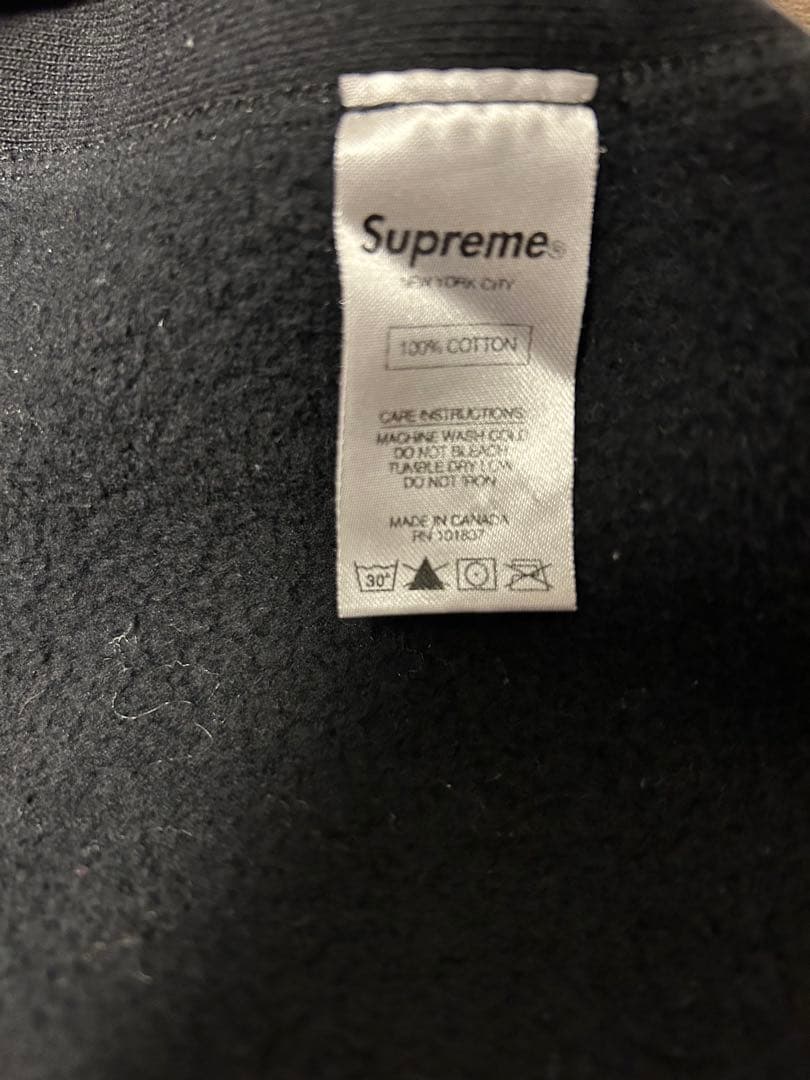 Supreme®
NEW YORK CITY
100% COTTON
CARE INSTRUCTIONS:
MACHINE WASH COLD
DO NOT BLEACH
TUMBLE DRY LOW
DO NOT IRON
MADE IN CANADA
RN 101837
30°